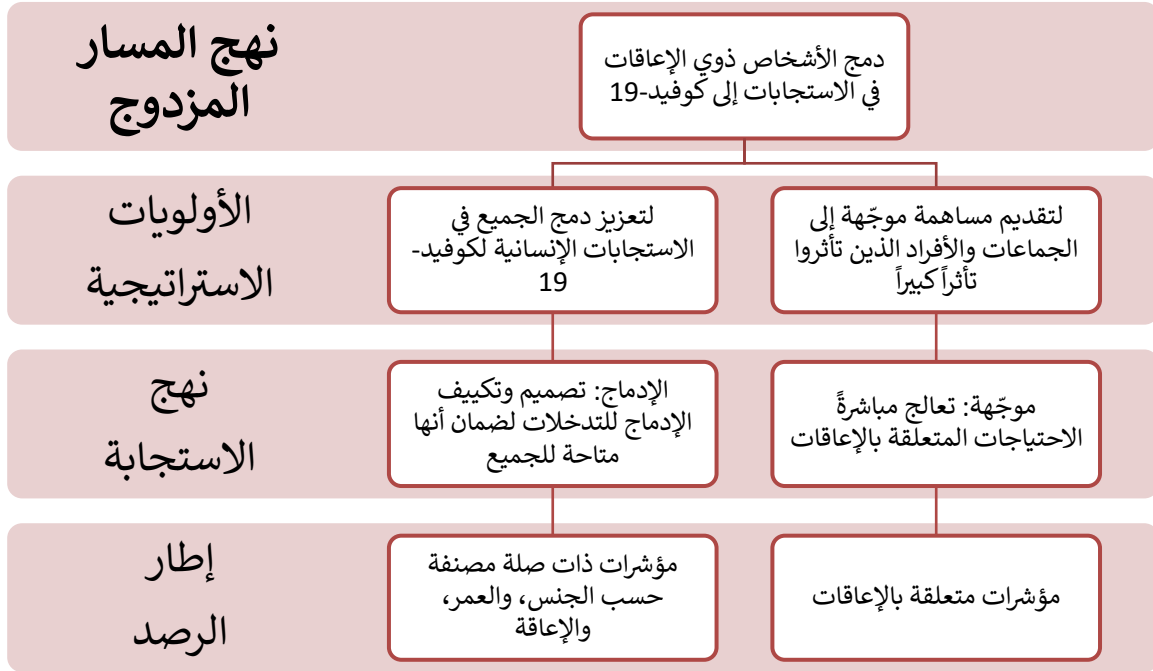 نهج المسار
المزدوج
دمج الأشخاص ذوي الإعاقات
في الاستجابات إلى كوفيد-19
الأولويات
الاستراتيجية
لتقديم مساهمة موجّهة إلى
الجماعات والأفراد الذين تأثروا
تأثراً كبيراً
لتعزيز دمج الجميع في
الاستجابات الإنسانية لكوفيد-
19
نهج
الاستجابة
موجّهة: تعالج مباشرةً
الاحتياجات المتعلقة بالإعاقات
الإدماج: تصميم وتكييف
الإدماج للتدخلات لضمان أنها
متاحة للجميع
إطار
الرصد
مؤشرات متعلقة بالإعاقات
مؤشرات ذات صلة مصنفة
حسب الجنس، والعمر،
والإعاقة